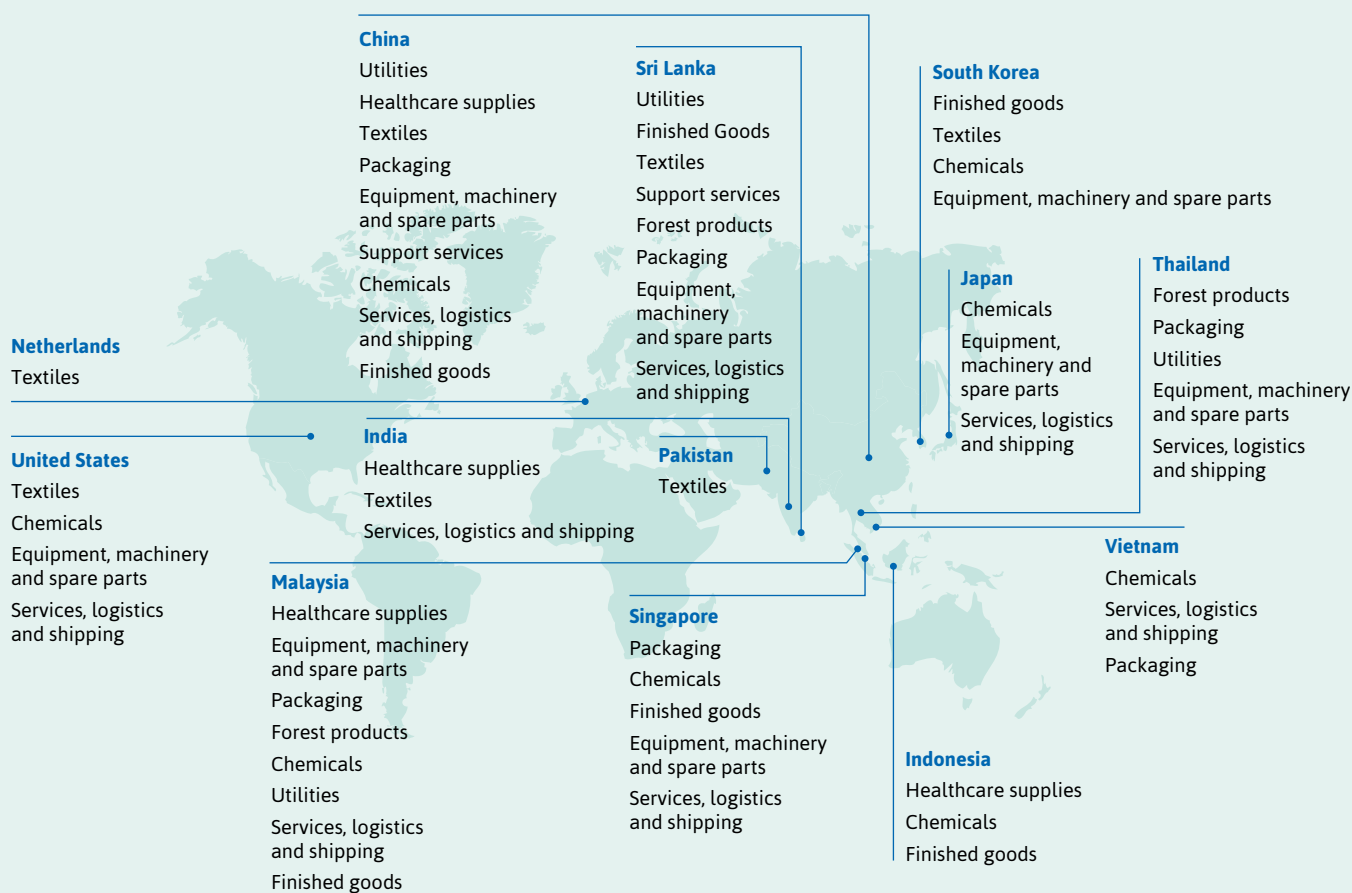 China
Utilities
Healthcare supplies
Textiles
Packaging
Equipment, machinery
and spare parts
Support services
Chemicals
Services, logistics
and shipping
Finished goods
Sri Lanka
Utilities
Finished Goods
Textiles
Support services
Forest products
Packaging
Equipment,
machinery
and spare parts
Services, logistics
and shipping
South Korea
Finished goods
Textiles
Chemicals
Equipment, machinery and spare parts
Japan
Chemicals
Equipment,
machinery and
spare parts
Services, logistics
and shipping
Thailand
Forest products
Packaging
Utilities
Equipment, machinery
and spare parts
Services, logistics
and shipping
Netherlands
Textiles
United States
Textiles
Chemicals
Equipment, machinery
and spare parts
Services, logistics
and shipping
India
Healthcare supplies
Textiles
Services, logistics and shipping
Pakistan
Textiles
Malaysia
Healthcare supplies
Equipment, machinery
and spare parts
Packaging
Forest products
Chemicals
Utilities
Services, logistics
and shipping
Finished goods
Singapore
Packaging
Chemicals
Finished goods
Equipment, machinery
and spare parts
Services, logistics
and shipping
Vietnam
Chemicals
Services, logistics
and shipping
Packaging
Indonesia
Healthcare supplies
Chemicals
Finished goods